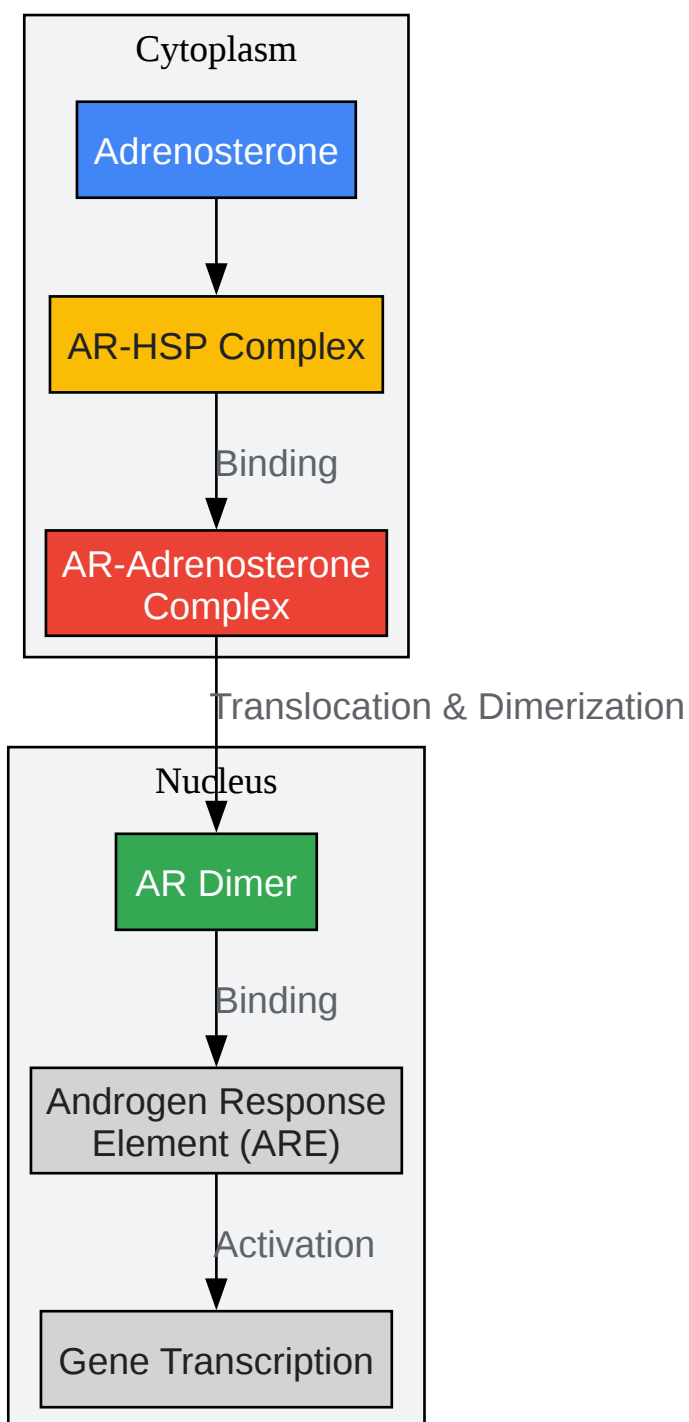 Cytoplasm
Adrenosterone
AR-HSP Complex
Binding
AR-Adrenosterone
Complex
Translocation & Dimerization
Nucleus
AR Dimer
Binding
Androgen Response
Element (ARE)
Activation
Gene Transcription